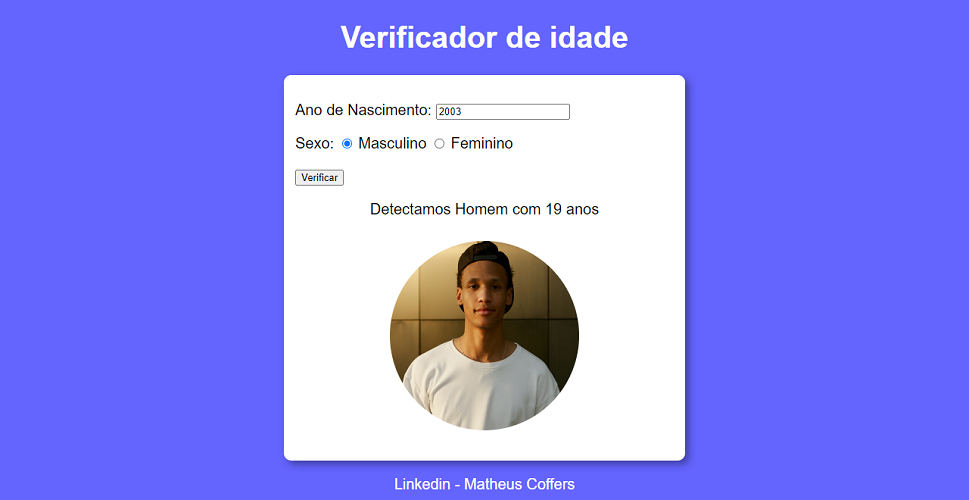 Verificador de idade
Ano de Nascimento: 2003
Sexo: Masculino Feminino
Verificar
Detectamos Homem com 19 anos
Linkedin - Matheus Coffers